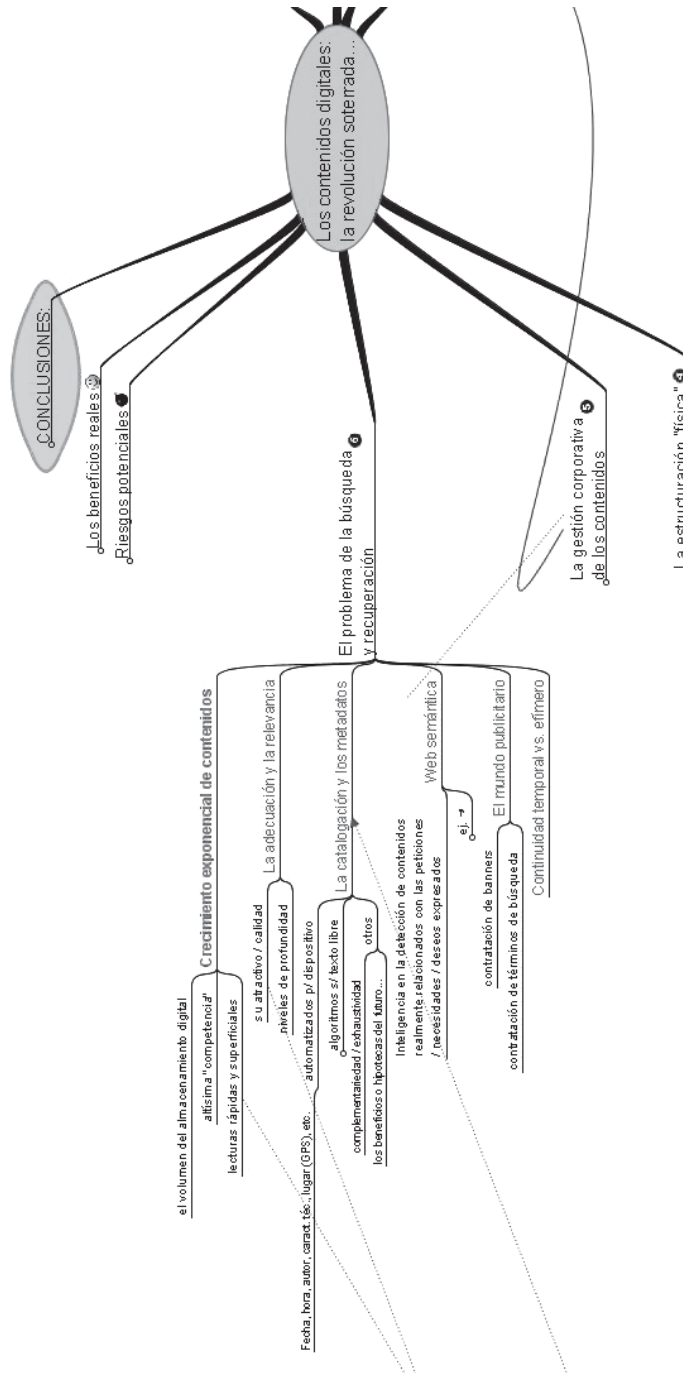 Los contenidos digitales:
la revolución soterrada...
CONCLUSIONES:
Los beneficios reales
Riesgos potenciales
El problema de la búsqueda
y recuperación
6
Crecimiento exponencial de contenidos
el volumen del almacenamiento digital
altísima "competencia"
lecturas rápidas y superficiales
La adecuación y la relevancia
su atractivo / calidad
niveles de profundidad
La catalogación y los metadatos
automatizados p/ dispositivo
Fecha, hora, autor, caract. téc., lugar (GPS), etc.
algoritmos s/ texto libre
otros
complementariedad / exhaustividad
los beneficios o hipotecas del futuro...
Web semántica
Inteligencia en la detección de contenidos
realmente relacionados con las peticiones
/ necesidades / deseos expresados
ej.
El mundo publicitario
contratación de banners
contratación de términos de búsqueda
Continuidad temporal vs. efímero
La gestión corporativa
de los contenidos
5
La estructuración "física"